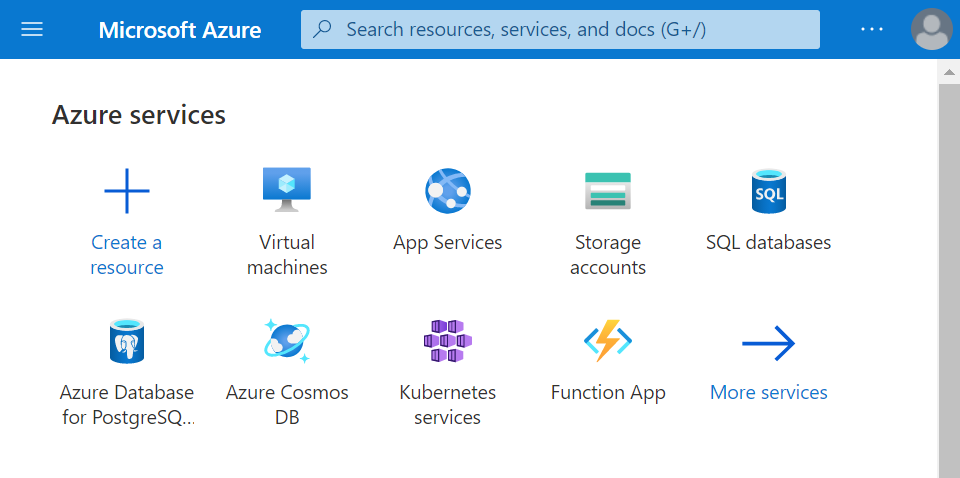 Microsoft Azure
Search resources, services, and docs (G+/)
Azure services
Create a
resource
Virtual
machines
App Services
Storage
accounts
SQL
SQL databases
Azure Database
for PostgreSQ...
Azure Cosmos
DB
Kubernetes
services
Function App
More services